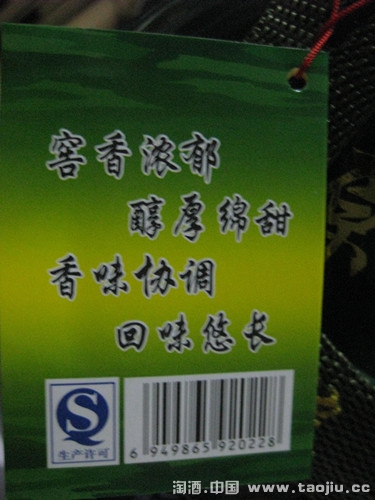 窖香浓郁
醇厚绵甜
香味协调
回味悠长
生产许可
6 949865 920228
淘酒.中国 www.taojiu.cc